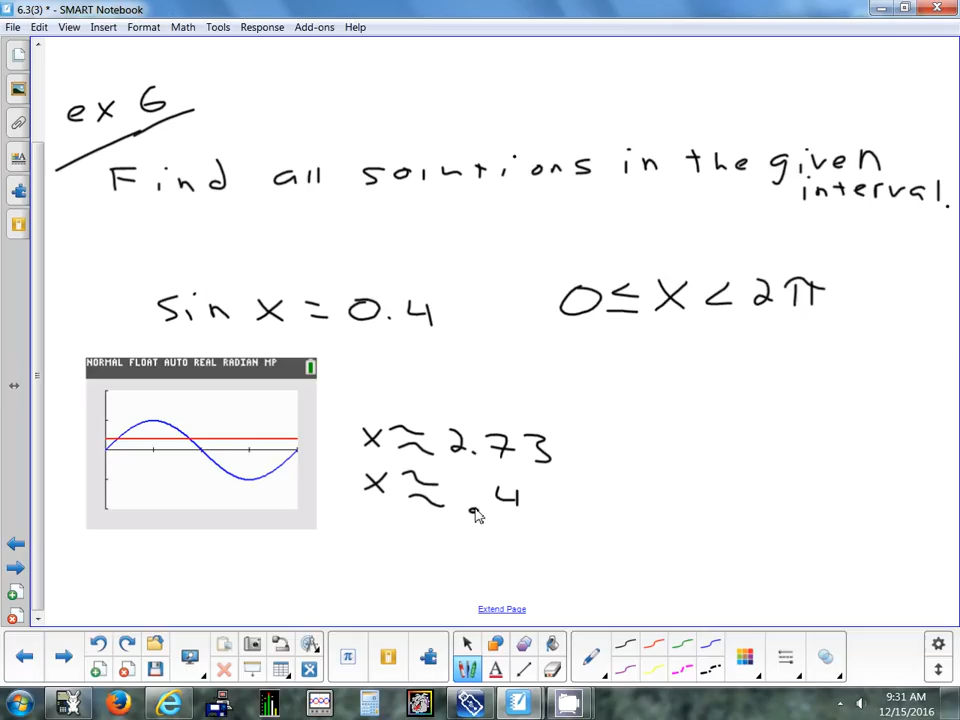 6.3(3) * - SMART Notebook
File Edit View Insert Format Math Tools Response Add-ons Help
ex 6
Find all solutions in the given
interval.
sin x = 0.4
0 ≤ x < 2π
NORMAL FLOAT AUTO REAL RADIAN MP
x ≈ 2.73
x ≈ .4
Extend Page
π
A
9:31 AM
12/15/2016